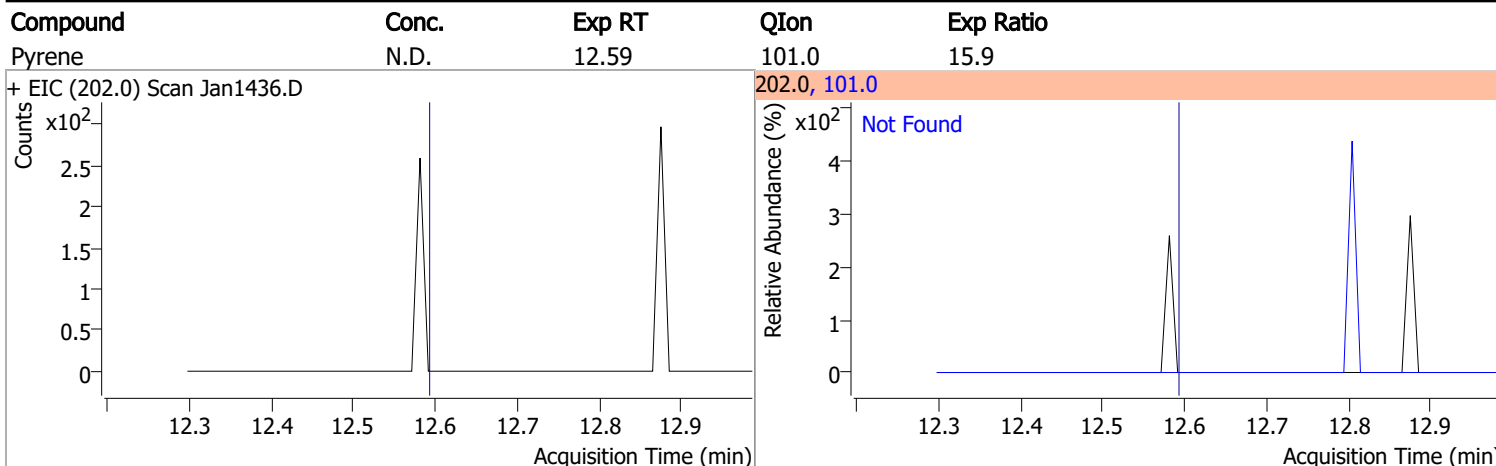 Compound Conc. Exp RT QIon Exp Ratio
Pyrene N.D. 12.59 101.0 15.9
+ EIC (202.0) Scan Jan1436.D
Counts
x10²
2.5
2
1.5
1
0.5
0
12.3 12.4 12.5 12.6 12.7 12.8 12.9
Acquisition Time (min)
202.0, 101.0
Relative Abundance (%)
x10²
Not Found
4
3
2
1
0
12.3 12.4 12.5 12.6 12.7 12.8 12.9
Acquisition Time (min)